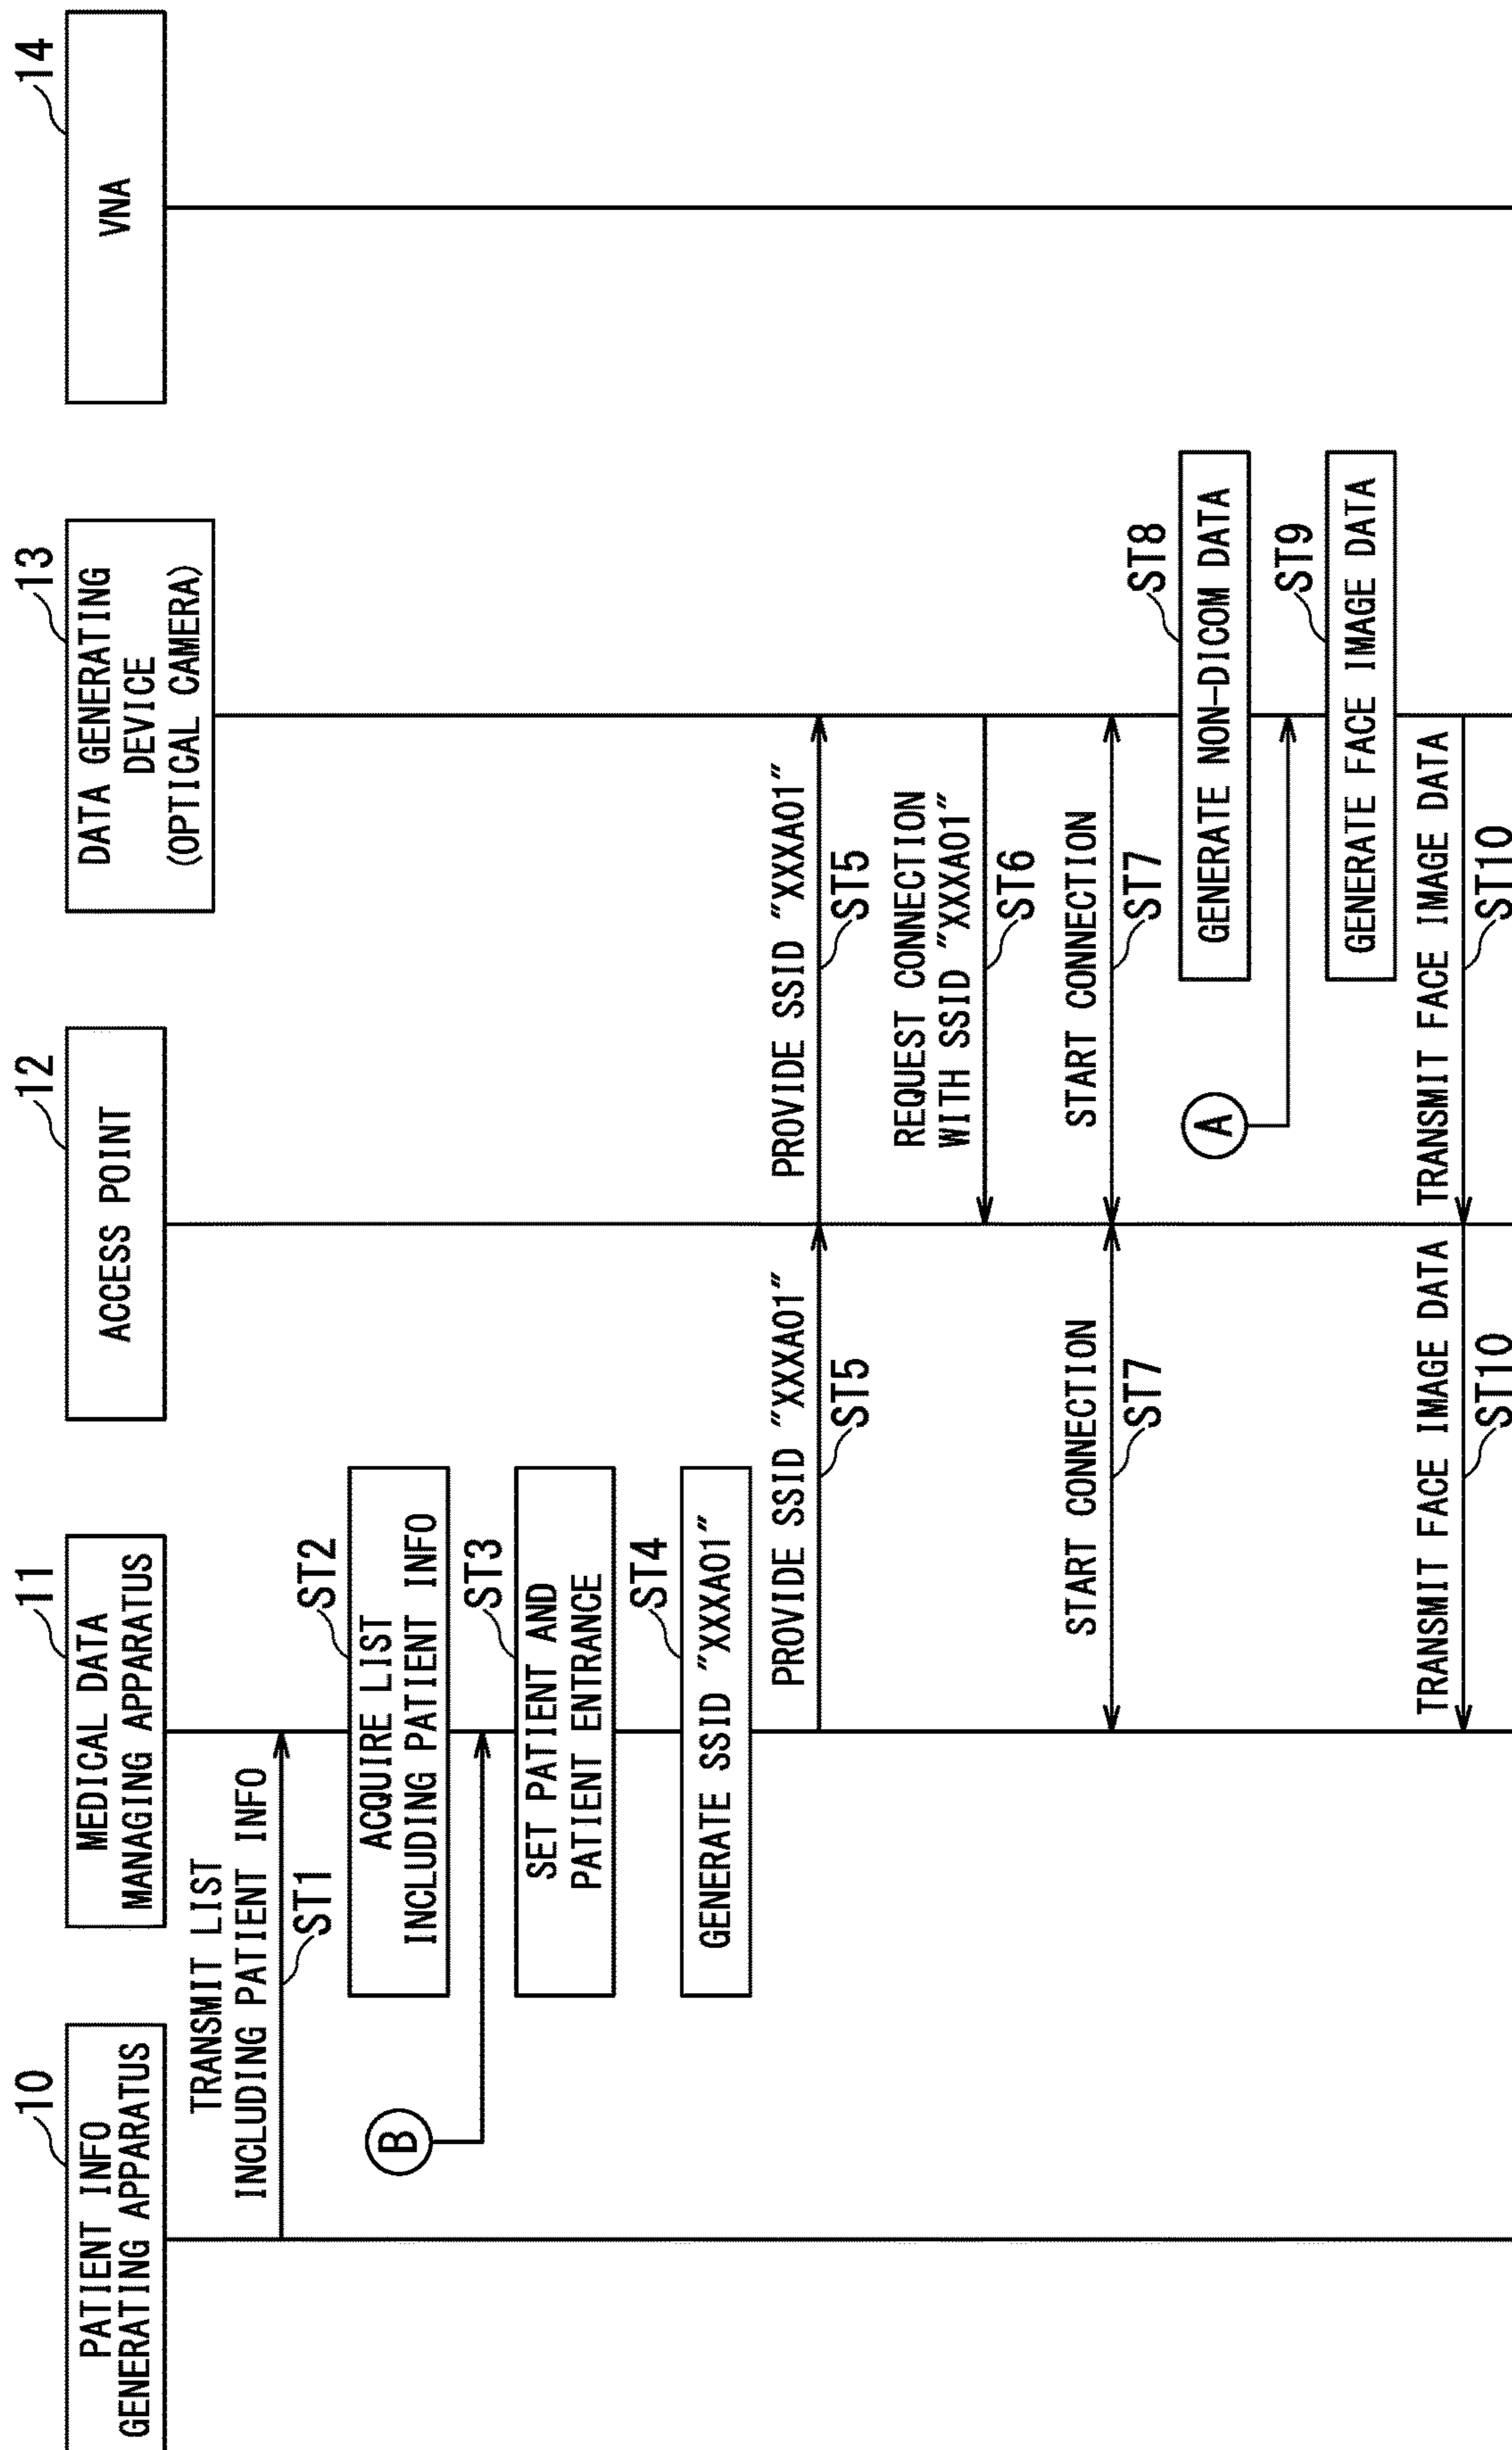 10
PATIENT INFO
GENERATING APPARATUS
11
MEDICAL DATA
MANAGING APPARATUS
12
ACCESS POINT
13
DATA GENERATING
DEVICE
(OPTICAL CAMERA)
14
VNA
TRANSMIT LIST
INCLUDING PATIENT INFO
ST1
ST2
ACQUIRE LIST
INCLUDING PATIENT INFO
B
ST3
SET PATIENT AND
PATIENT ENTRANCE
ST4
GENERATE SSID "XXXA01"
PROVIDE SSID "XXXA01"
ST5
PROVIDE SSID "XXXA01"
ST5
REQUEST CONNECTION
WITH SSID "XXXA01"
ST6
START CONNECTION
ST7
START CONNECTION
ST7
ST8
GENERATE NON-DICOM DATA
A
ST9
GENERATE FACE IMAGE DATA
TRANSMIT FACE IMAGE DATA
ST10
TRANSMIT FACE IMAGE DATA
ST10